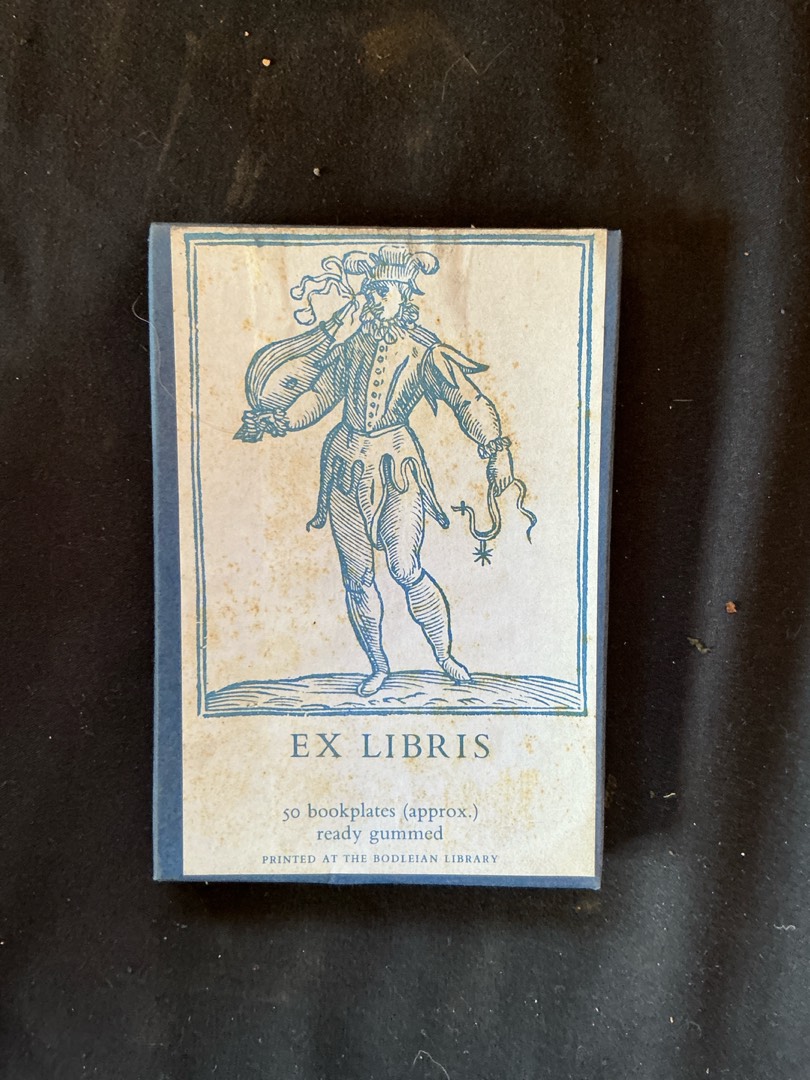 EX LIBRIS
50 bookplates (approx.)
ready gummed
PRINTED AT THE BODLEIAN LIBRARY